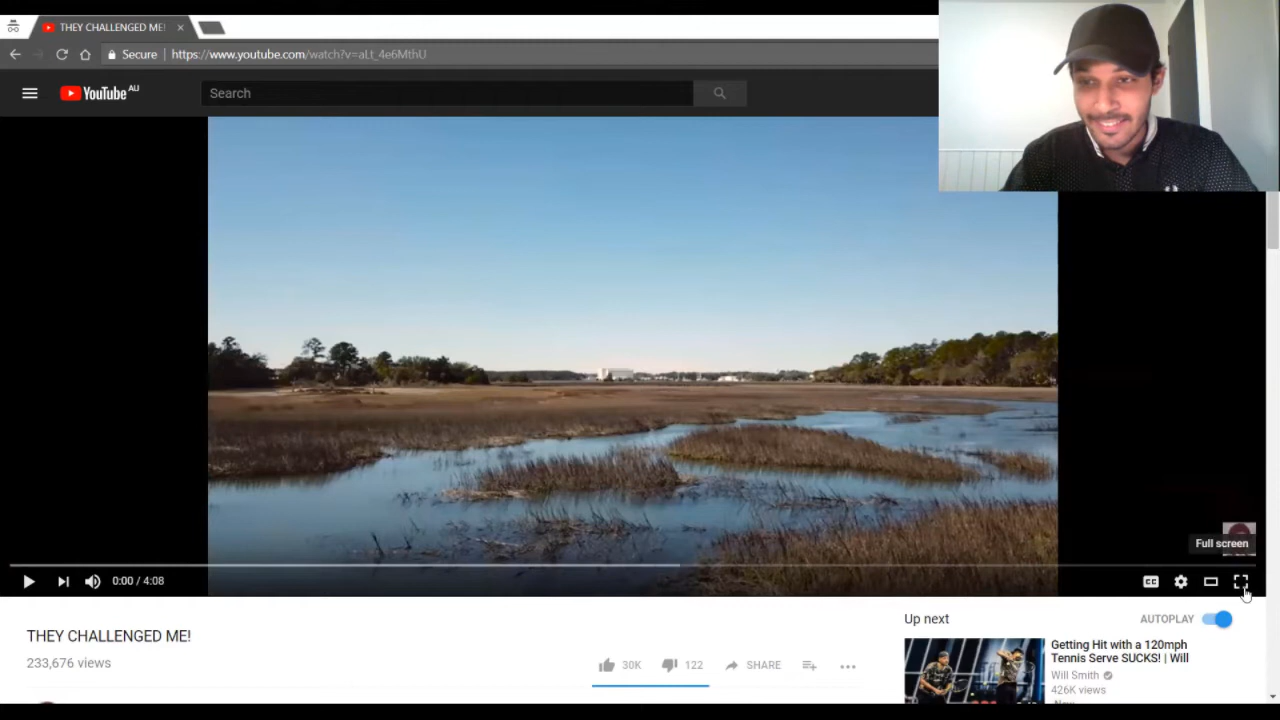 THEY CHALLENGED ME!
Secure | https://www.youtube.com/watch?v=aLt_4e6MthU
YouTube AU
Search
Full screen
0:00 / 4:08
CC
THEY CHALLENGED ME!
233,676 views
30K 122 SHARE
Up next AUTOPLAY
Getting Hit with a 120mph
Tennis Serve SUCKS! | Will
Will Smith
426K views
New